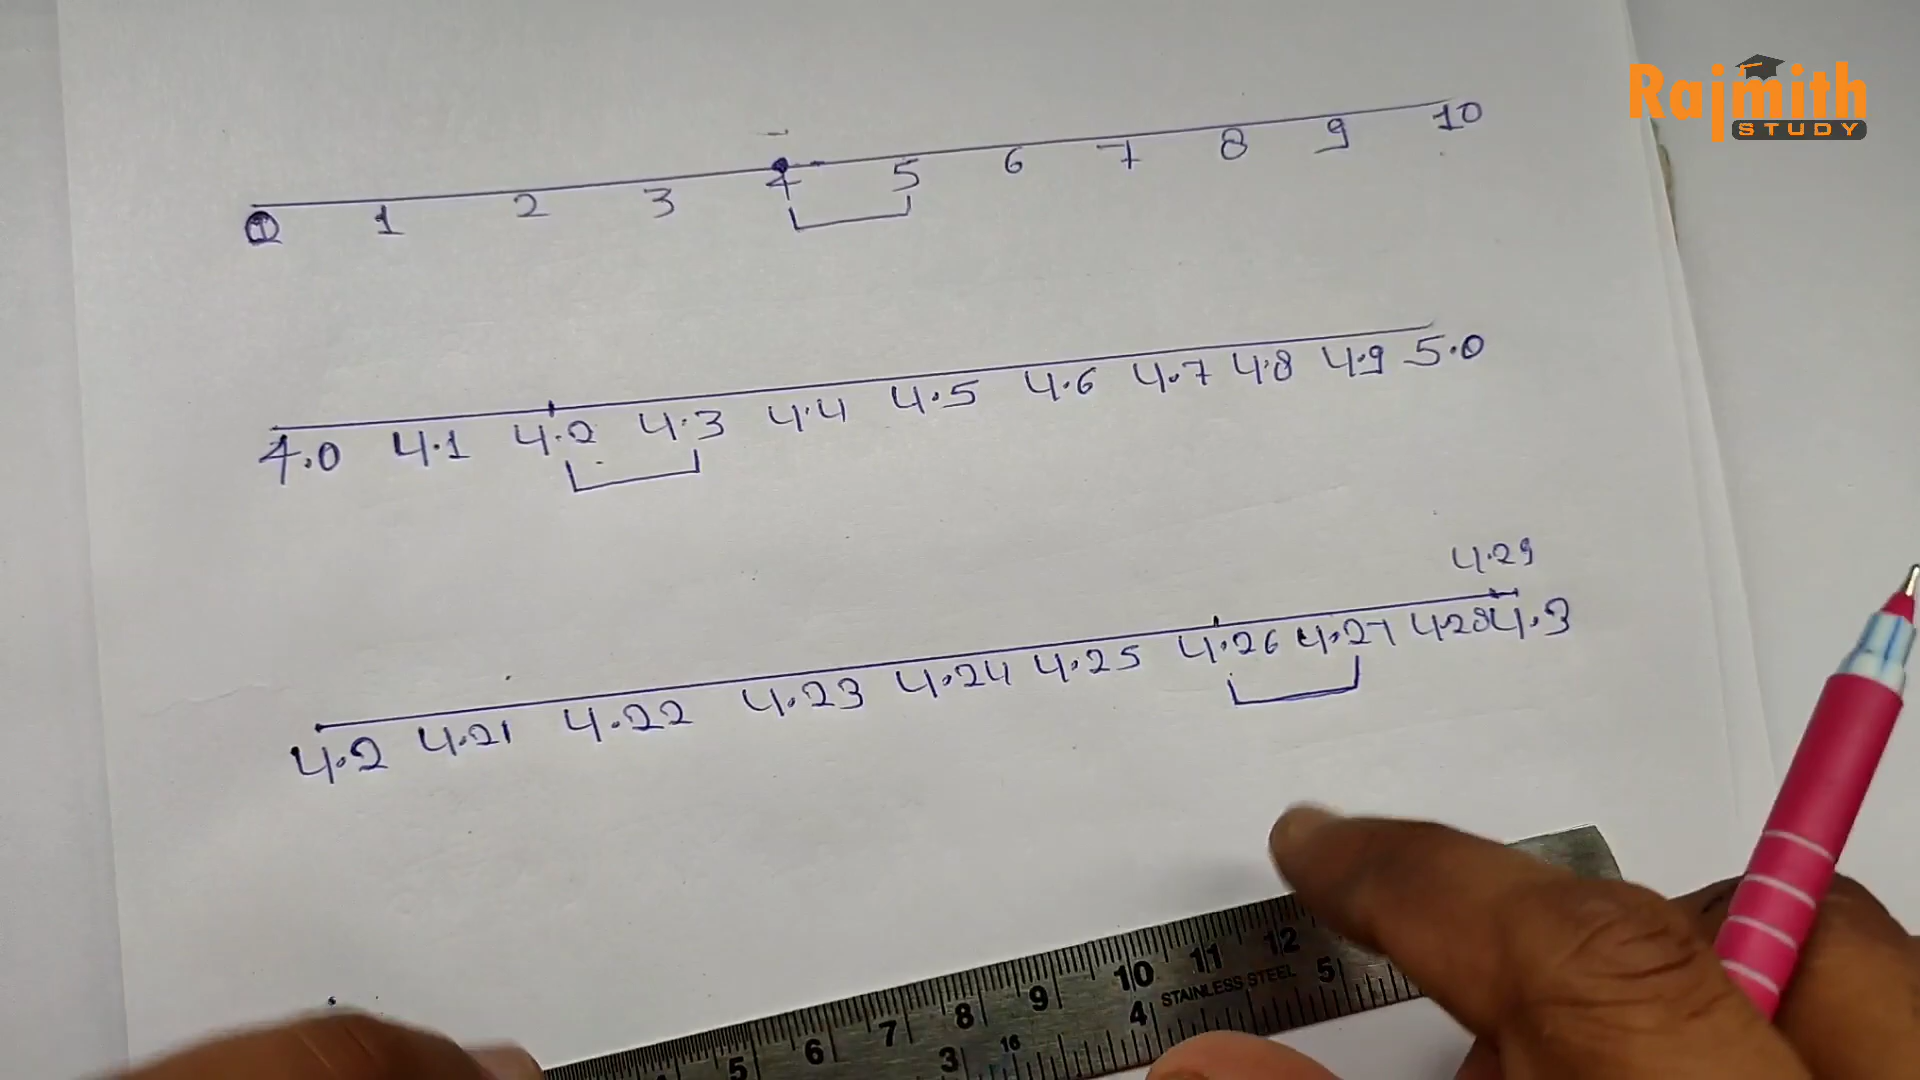 Rajmith
STUDY
0 1 2 3 4 5 6 7 8 9 10
4.0 4.1 4.2 4.3 4.4 4.5 4.6 4.7 4.8 4.9 5.0
4.29
4.2 4.21 4.22 4.23 4.24 4.25 4.26 4.27 4.28 4.3
5 6 7 8 9 10 11 12
3 16 4 STAINLESS STEEL 5